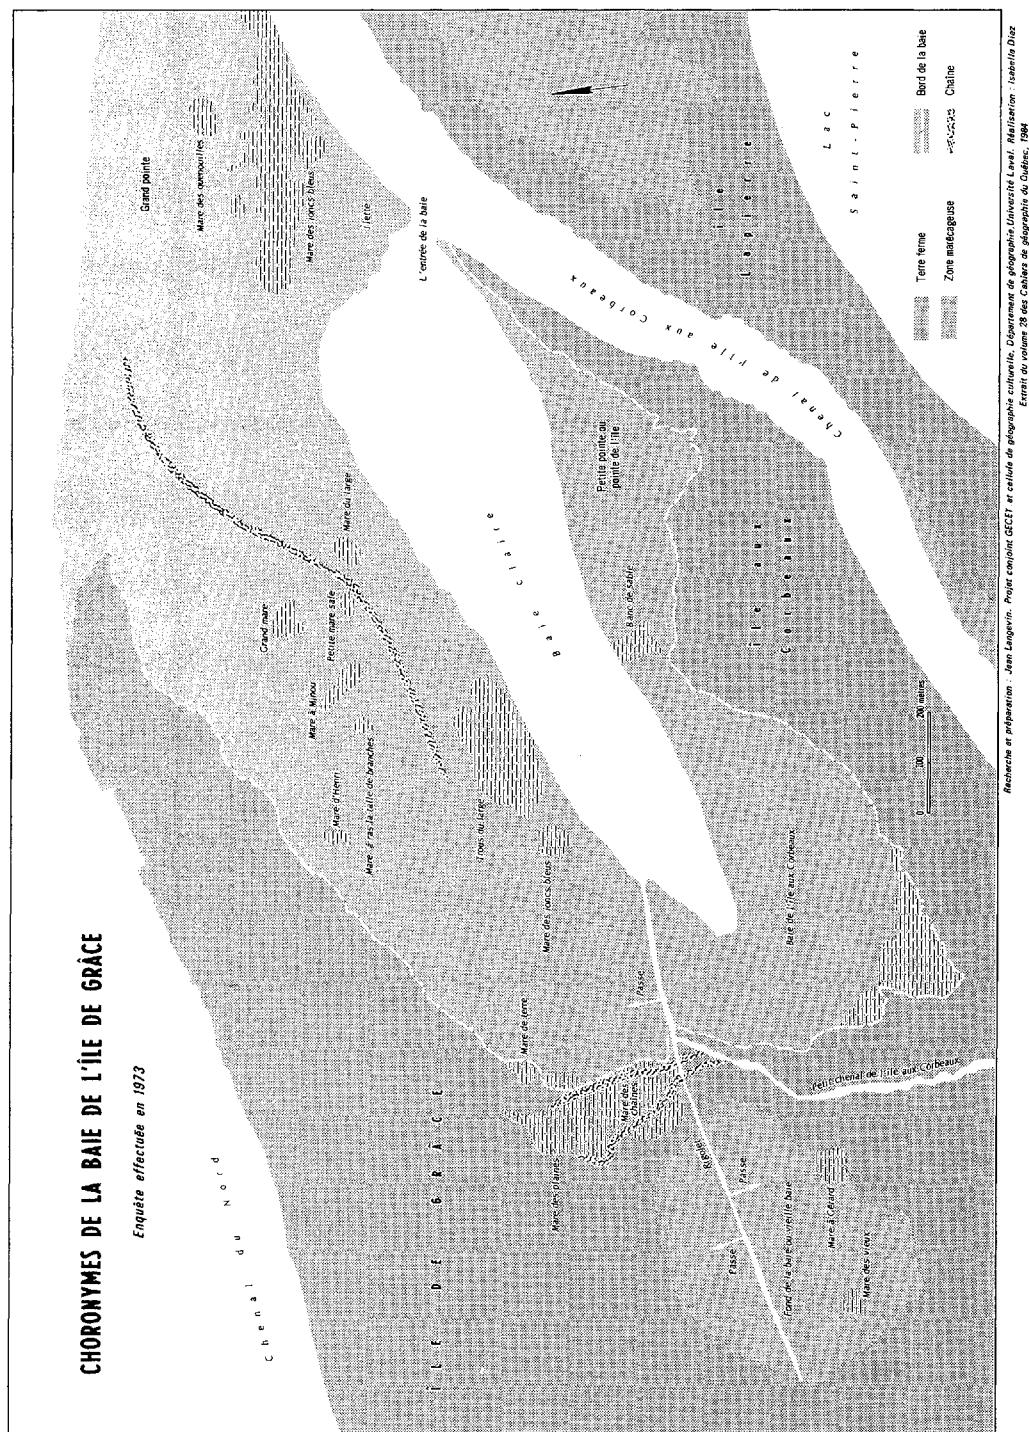 CHORONYMES DE LA BAIE DE L'ÎLE DE GRÂCE
Enquête effectuée en 1973
Chenal du Nord
ÎLE DE GRÂCE
Grand pointe
Mare des quenouilles
Mare des joncs bleus
Tierre
L'entrée de la baie
Grand mare
Mare du large
Petite mare sale
Mare à Minou
Mare d'Henri
Mare à ras la talle de branches
Trous du large
Mare des joncs bleus
Mare de terre
Baie claire
Petite pointe ou
pointe de l'île
Banc de sable
Île aux
Corbeaux
Chenal de l'île aux Corbeaux
Île
Lapierre
Lac
Saint-Pierre
Baie de l'île aux Corbeaux
Passe
Petit chenal de l'île aux Corbeaux
Mare des
chaînes
Mare des plaines
Rigolet
Passe
Passe
Fond de la baie ou vieille baie
Mare à Gérard
Mare des vieux
0 100 200 mètres
Terre ferme
Zone marécageuse
Bord de la baie
Chaîne
Recherche et préparation : Jean Langevin. Projet conjoint GECET et cellule de géographie culturelle, Département de géographie, Université Laval. Réalisation : Isabelle Diaz
Extrait du volume 28 des Cahiers de géographie du Québec, 1984